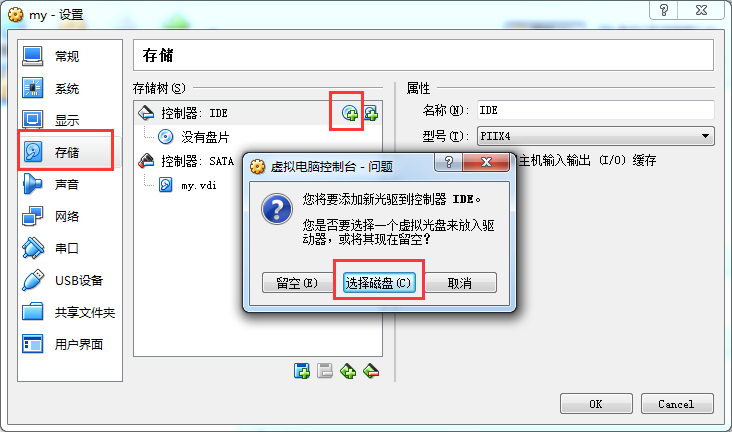 my - 设置
常规
系统
显示
存储
声音
网络
串口
USB设备
共享文件夹
用户界面
存储
存储树(S)
控制器: IDE
没有盘片
控制器: SATA
my.vdi
属性
名称(N): IDE
型号(T): PIIX4
主机输入输出 (I/O) 缓存
虚拟电脑控制台 - 问题
您将要添加新光驱到控制器 IDE。
您是否要选择一个虚拟光盘来放入驱
动器，或将其现在留空？
留空(E)
选择磁盘(C)
取消
OK
Cancel